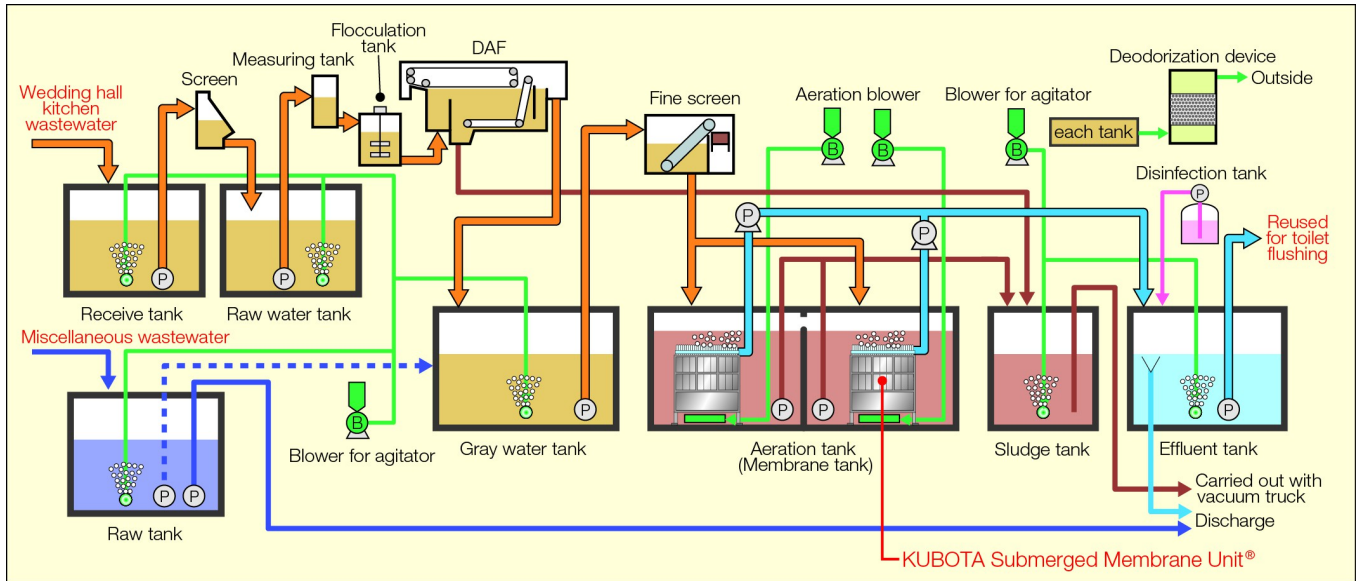 Flocculation
tank
Measuring tank
Screen
DAF
Wedding hall
kitchen
wastewater
Fine screen
Aeration blower
Blower for agitator
Deodorization device
Outside
each tank
B
B
B
Disinfection tank
P
Reused
for toilet
flushing
P
P
P
P
Receive tank
Raw water tank
Miscellaneous wastewater
P
P
P
P
B
P
P
Blower for agitator
Gray water tank
Aeration tank
(Membrane tank)
Sludge tank
Effluent tank
Raw tank
Carried out with
vacuum truck
Discharge
KUBOTA Submerged Membrane Unit®